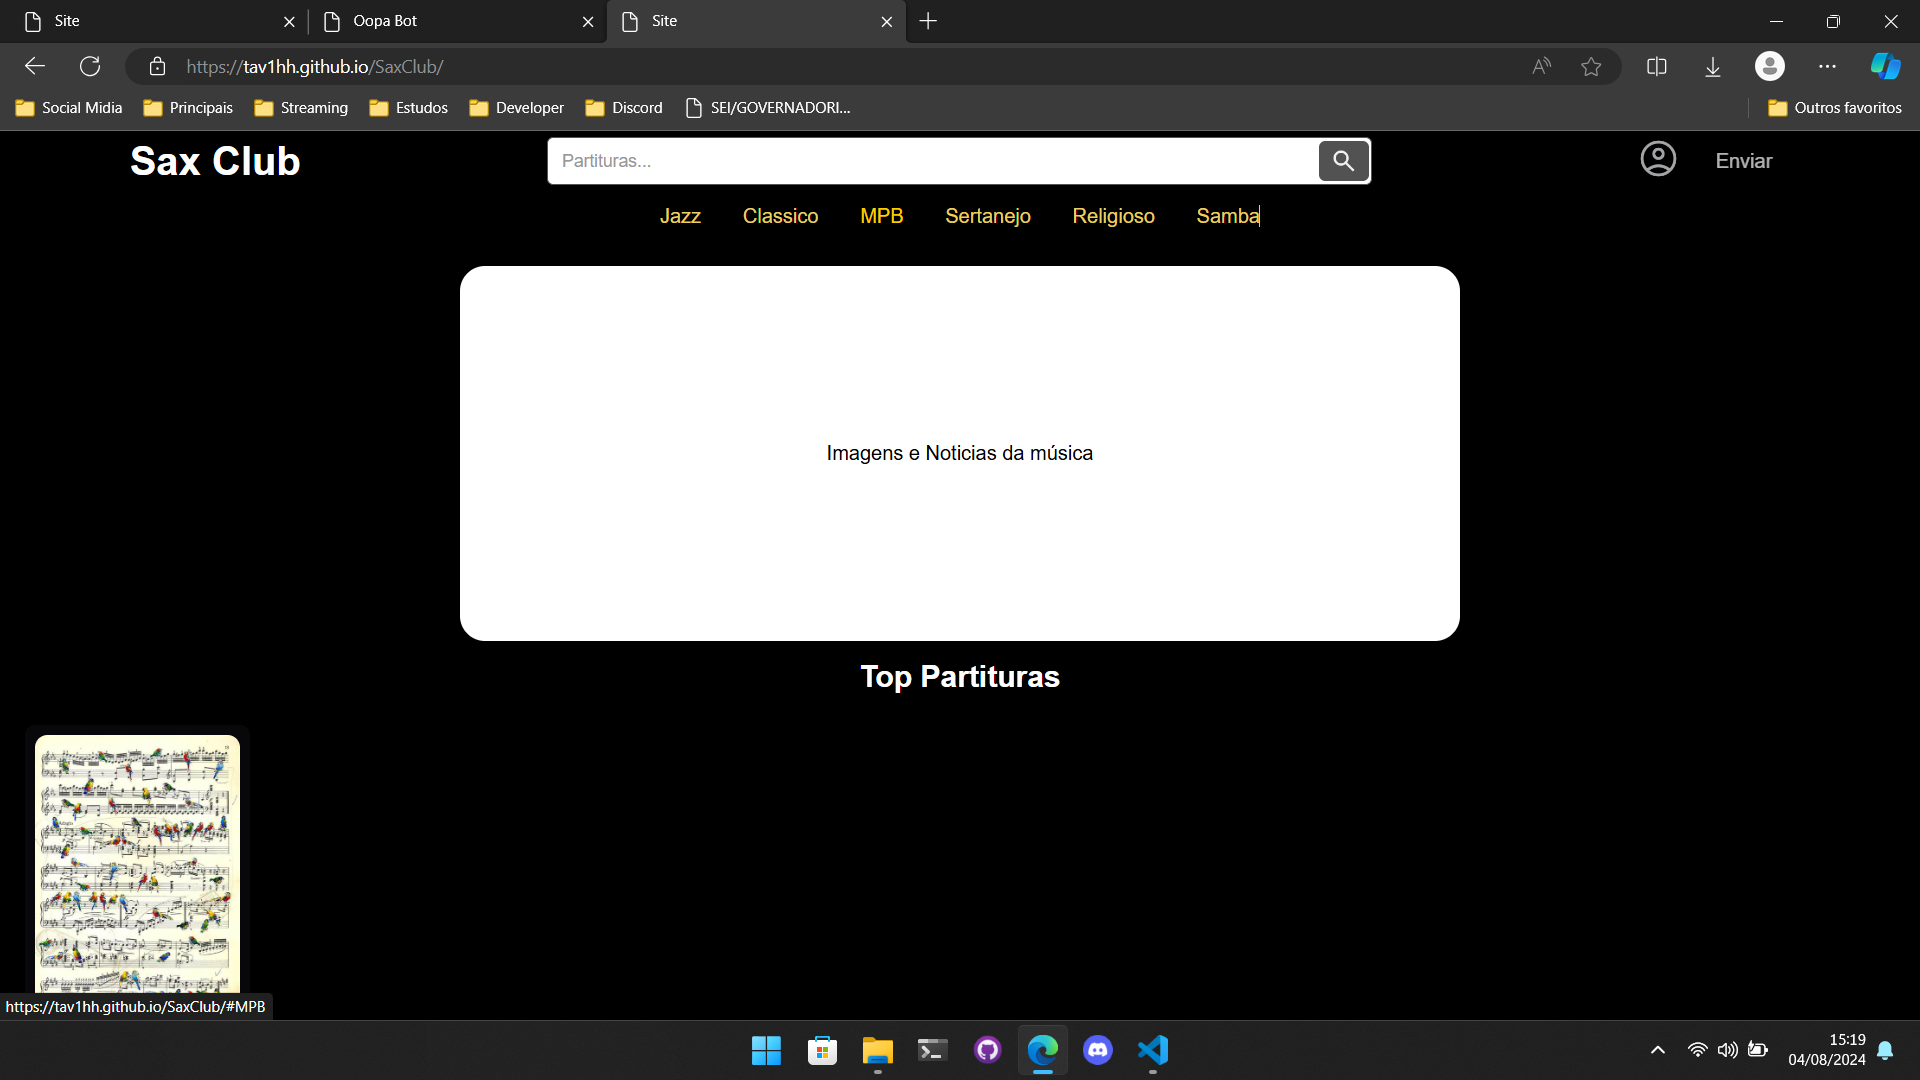 Site
Oopa Bot
Site
https://tav1hh.github.io/SaxClub/
Social Midia
Principais
Streaming
Estudos
Developer
Discord
SEI/GOVERNADORI...
Outros favoritos
Sax Club
Partituras...
Enviar
Jazz
Classico
MPB
Sertanejo
Religioso
Samba
Imagens e Noticias da música
Top Partituras
https://tav1hh.github.io/SaxClub/#MPB
15:19
04/08/2024